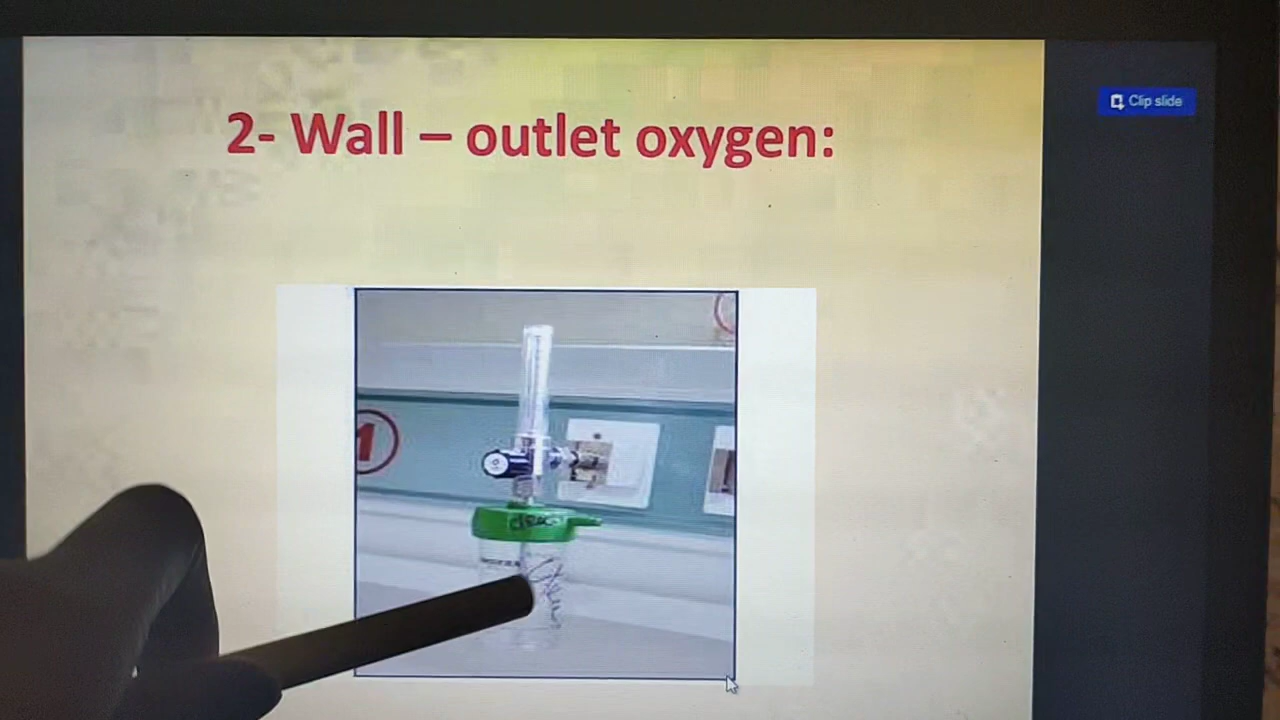 2- Wall – outlet oxygen:
Clip slide